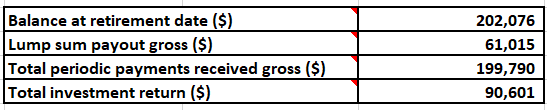 Balance at retirement date ($) 202,076
Lump sum payout gross ($) 61,015
Total periodic payments received gross ($) 199,790
Total investment return ($) 90,601